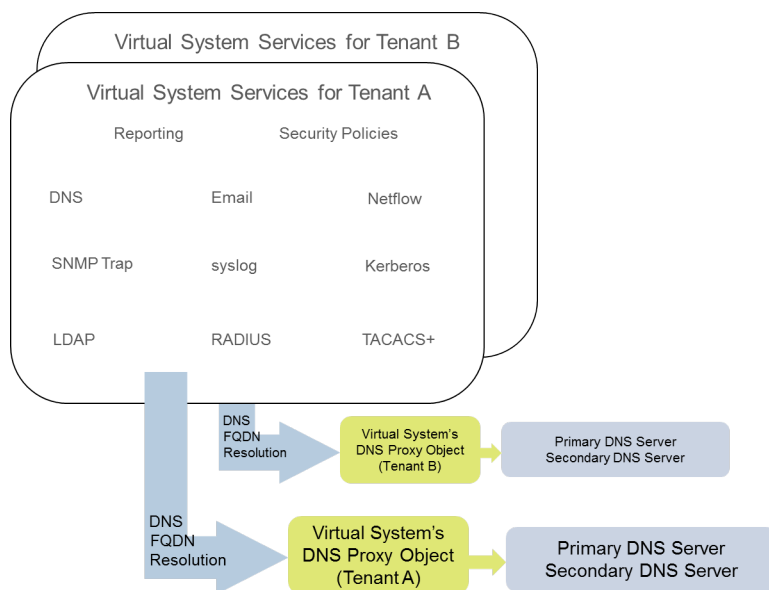 Virtual System Services for Tenant B
Virtual System Services for Tenant A
Reporting Security Policies
DNS Email Netflow
SNMP Trap syslog Kerberos
LDAP RADIUS TACACS+
DNS
FQDN
Resolution
Virtual System's
DNS Proxy Object
(Tenant B)
Primary DNS Server
Secondary DNS Server
DNS
FQDN
Resolution
Virtual System's
DNS Proxy Object
(Tenant A)
Primary DNS Server
Secondary DNS Server